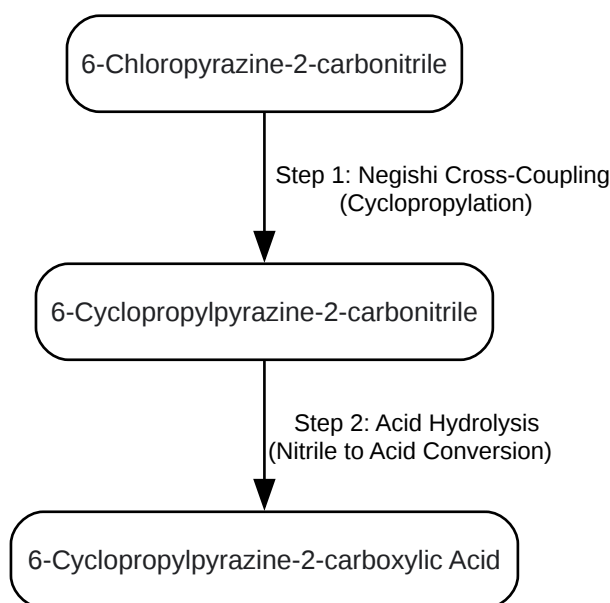 6-Chloropyrazine-2-carbonitrile
Step 1: Negishi Cross-Coupling
(Cyclopropylation)
6-Cyclopropylpyrazine-2-carbonitrile
Step 2: Acid Hydrolysis
(Nitrile to Acid Conversion)
6-Cyclopropylpyrazine-2-carboxylic Acid